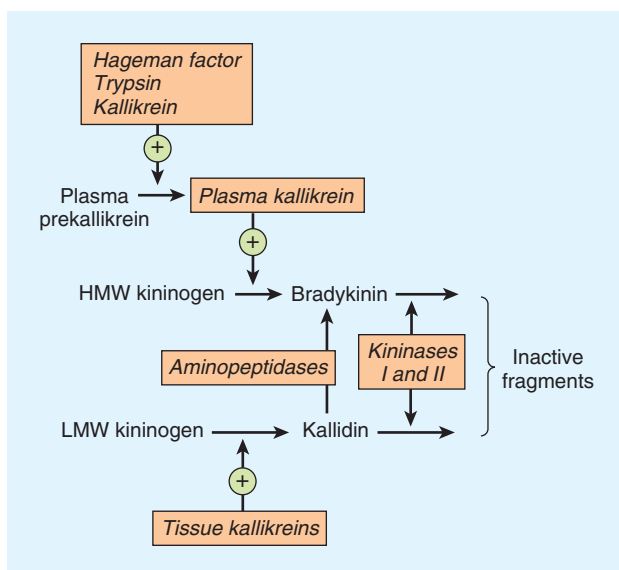 Hageman factor
Trypsin
Kallikrein
+
Plasma
prekallikrein
Plasma kallikrein
+
HMW kininogen
Bradykinin
Aminopeptidases
Kininases
I and II
Inactive
fragments
LMW kininogen
Kallidin
+
Tissue kallikreins